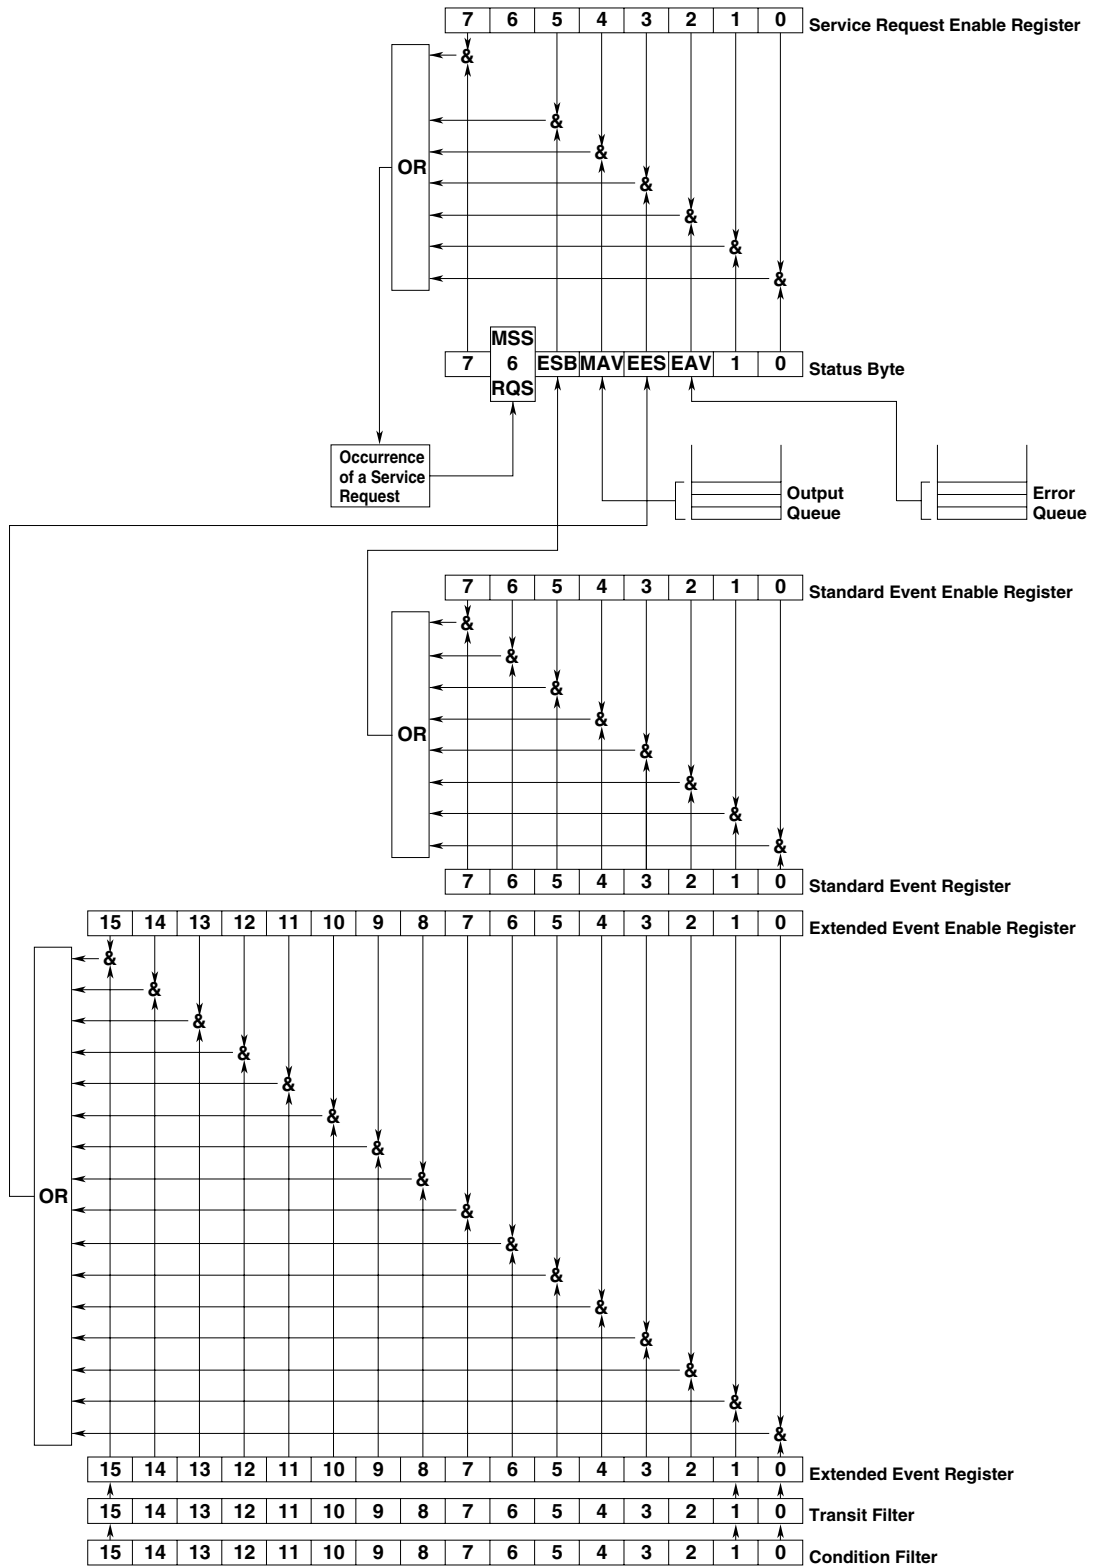 7 6 5 4 3 2 1 0 Service Request Enable Register
&
&
&
OR
&
&
&
&
MSS
7 6 ESB MAV EES EAV 1 0 Status Byte
RQS
Occurrence
of a Service
Request
Output
Queue
Error
Queue
7 6 5 4 3 2 1 0 Standard Event Enable Register
&
&
&
&
OR
&
&
&
&
7 6 5 4 3 2 1 0 Standard Event Register
15 14 13 12 11 10 9 8 7 6 5 4 3 2 1 0 Extended Event Enable Register
&
&
&
&
&
&
&
&
OR
&
&
&
&
&
&
&
&
15 14 13 12 11 10 9 8 7 6 5 4 3 2 1 0 Extended Event Register
15 14 13 12 11 10 9 8 7 6 5 4 3 2 1 0 Transit Filter
15 14 13 12 11 10 9 8 7 6 5 4 3 2 1 0 Condition Filter